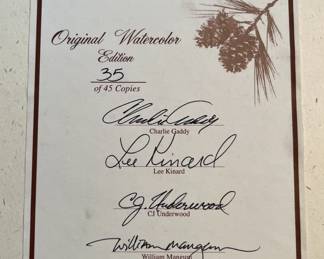 Original Watercolor
Edition
35
of 45 Copies
Charlie Gaddy
Charlie Gaddy
Lee Kinard
Lee Kinard
CJ Underwood
CJ Underwood
William Mangum
William Mangum